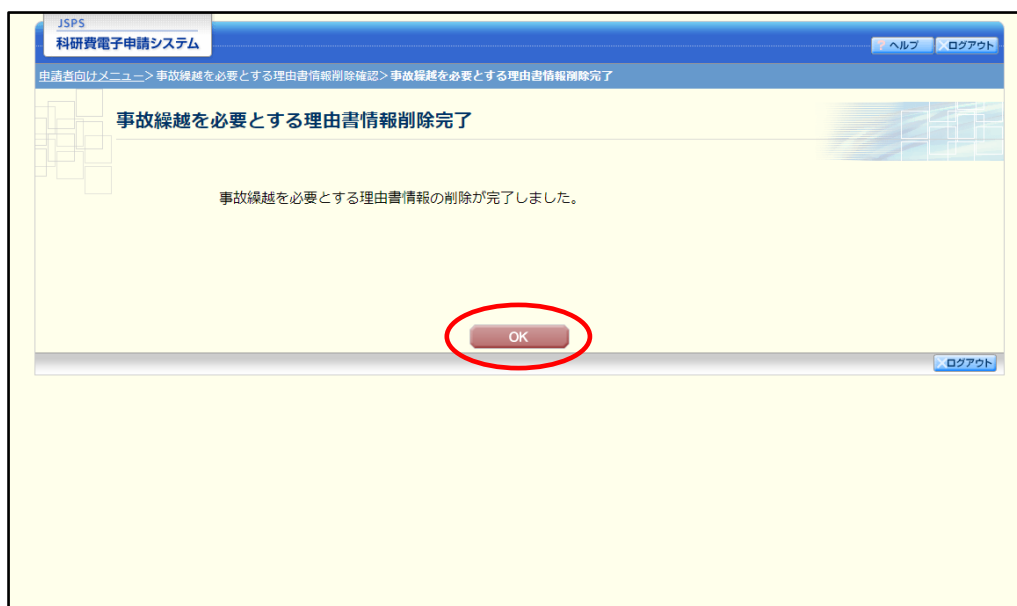 JSPS
科研費電子申請システム
? ヘルプ
ログアウト
申請者向けメニュー>事故繰越を必要とする理由書情報削除確認>事故繰越を必要とする理由書情報削除完了
事故繰越を必要とする理由書情報削除完了
事故繰越を必要とする理由書情報の削除が完了しました。
OK
ログアウト